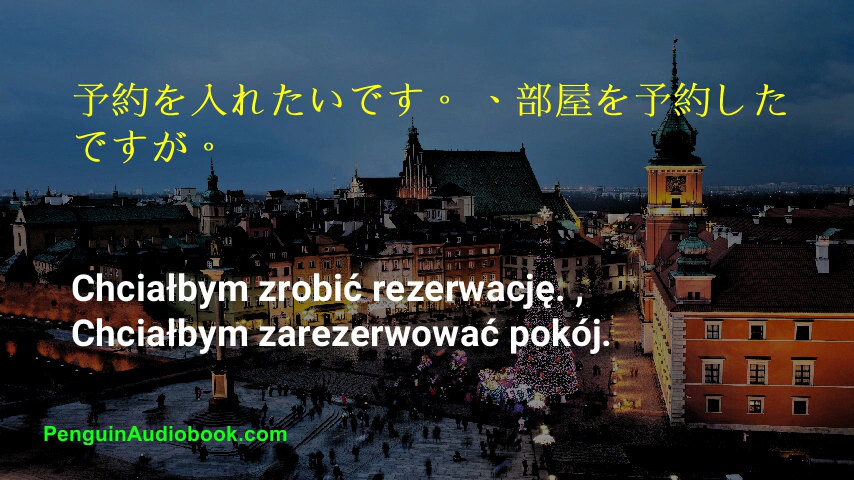 予約を入れたいです。 、部屋を予約した
ですが。
Chciałbym zrobić rezerwację. ,
Chciałbym zarezerwować pokój.
PenguinAudiobook.com